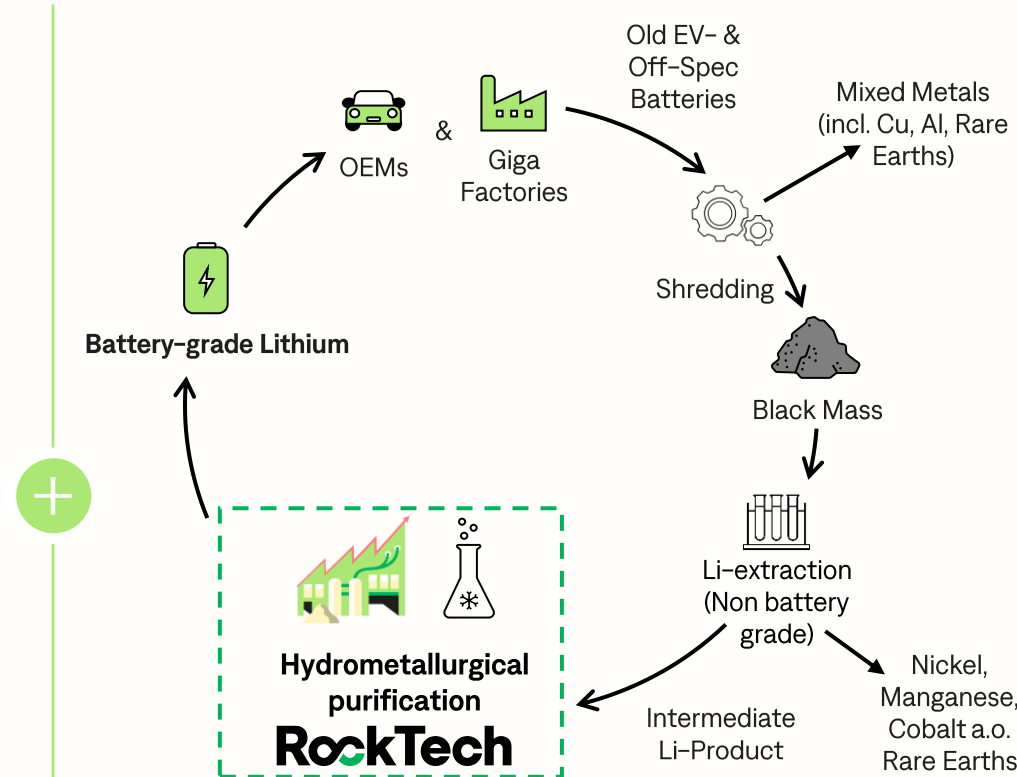 Old EV- &
Off-Spec
Batteries
Mixed Metals
(incl. Cu, Al, Rare
Earths)
OEMs
&
Giga
Factories
Shredding
Battery-grade Lithium
Black Mass
Li-extraction
(Non battery
grade)
Hydrometallurgical
purification
RockTech
Intermediate
Li-Product
Nickel,
Manganese,
Cobalt a.o.
Rare Earths